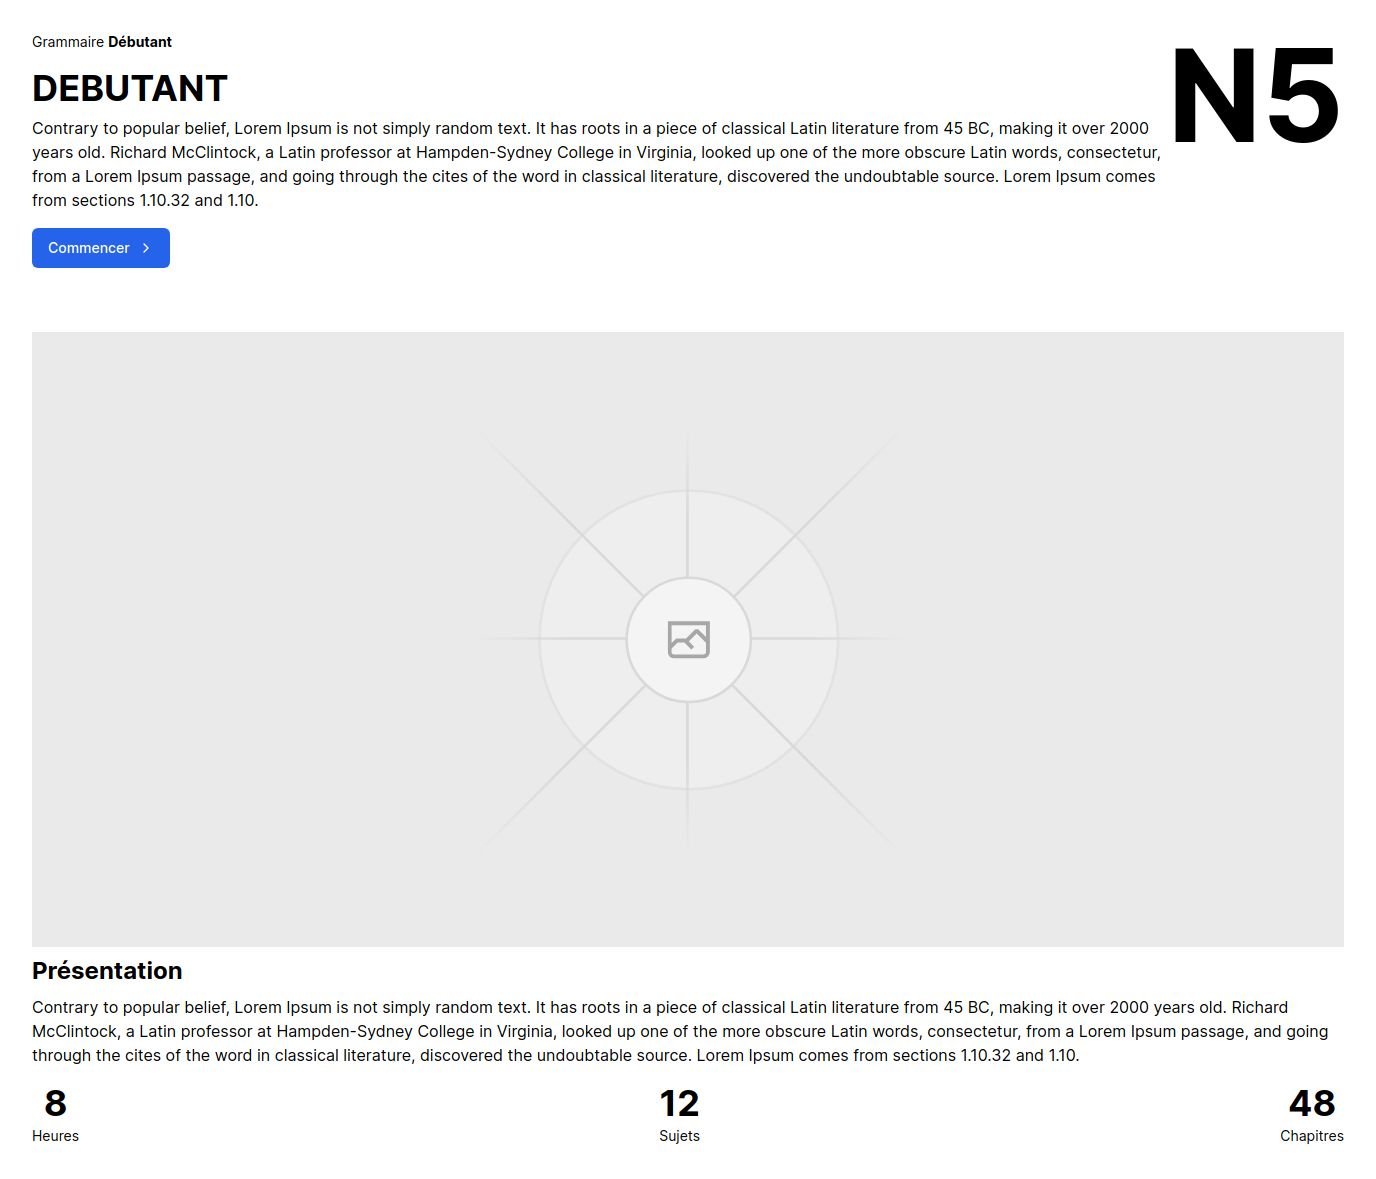 Grammaire Débutant
DEBUTANT
N5
Contrary to popular belief, Lorem Ipsum is not simply random text. It has roots in a piece of classical Latin literature from 45 BC, making it over 2000
years old. Richard McClintock, a Latin professor at Hampden-Sydney College in Virginia, looked up one of the more obscure Latin words, consectetur,
from a Lorem Ipsum passage, and going through the cites of the word in classical literature, discovered the undoubtable source. Lorem Ipsum comes
from sections 1.10.32 and 1.10.
Commencer
Présentation
Contrary to popular belief, Lorem Ipsum is not simply random text. It has roots in a piece of classical Latin literature from 45 BC, making it over 2000 years old. Richard
McClintock, a Latin professor at Hampden-Sydney College in Virginia, looked up one of the more obscure Latin words, consectetur, from a Lorem Ipsum passage, and going
through the cites of the word in classical literature, discovered the undoubtable source. Lorem Ipsum comes from sections 1.10.32 and 1.10.
8
Heures
12
Sujets
48
Chapitres